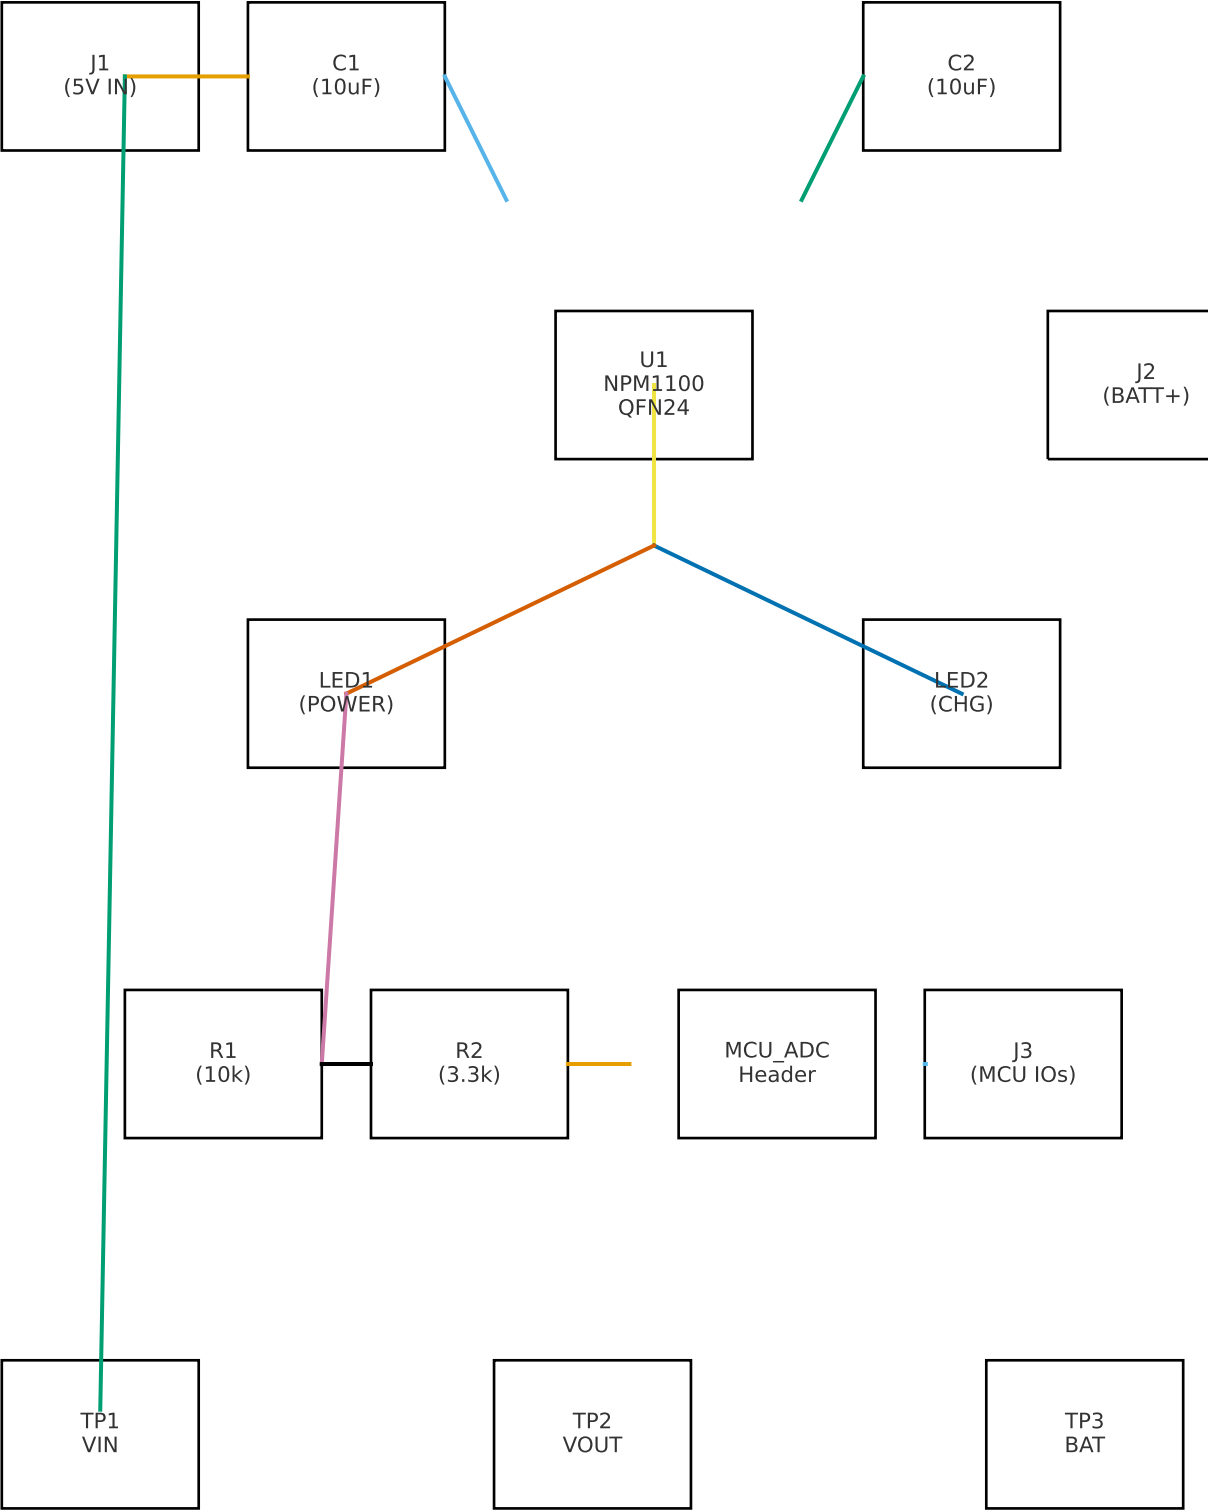 J1
(5V IN)
C1
(10uF)
C2
(10uF)
U1
NPM1100
QFN24
J2
(BATT+)
LED1
(POWER)
LED2
(CHG)
R1
(10k)
R2
(3.3k)
MCU_ADC
Header
J3
(MCU IOs)
TP1
VIN
TP2
VOUT
TP3
BAT